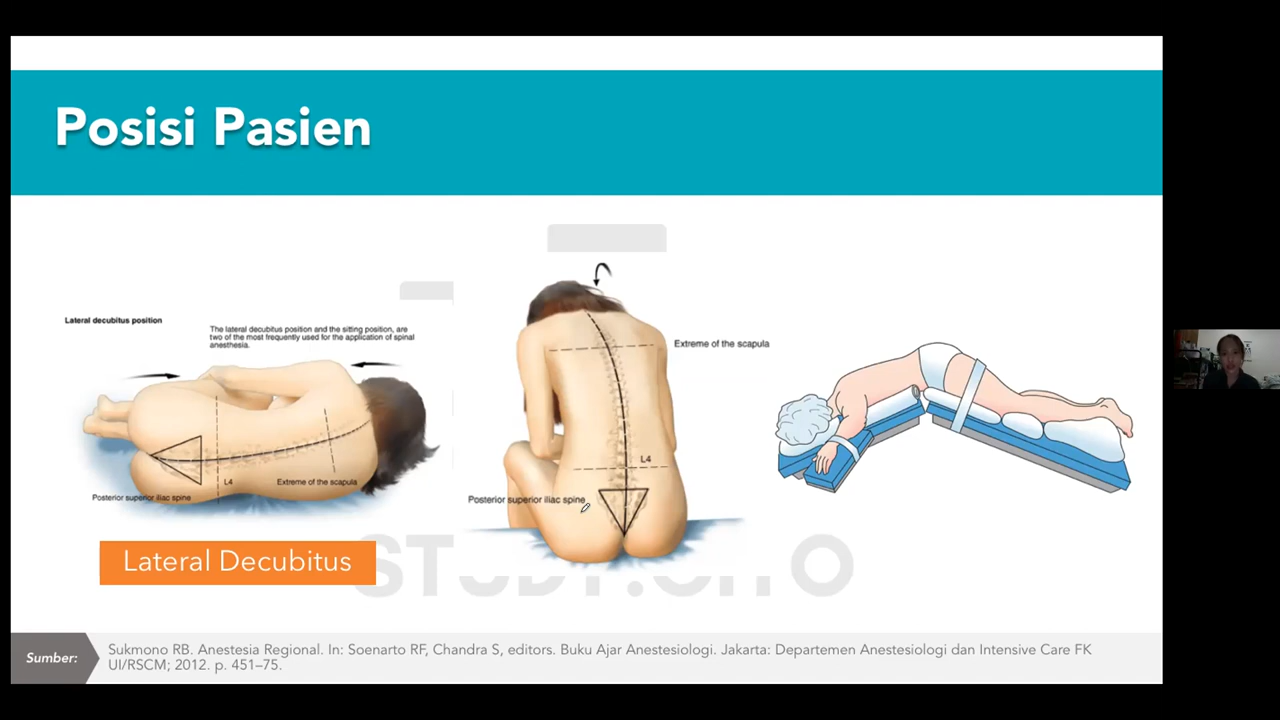 Posisi Pasien
Lateral decubitus position
The lateral decubitus position and the sitting position, are
two of the most frequently used for the application of spinal
anesthesia.
L4
Extreme of the scapula
Posterior superior iliac spine
Extreme of the scapula
L4
Posterior superior iliac spine
Lateral Decubitus
Sumber:
Sukmono RB. Anestesia Regional. In: Soenarto RF, Chandra S, editors. Buku Ajar Anestesiologi. Jakarta: Departemen Anestesiologi dan Intensive Care FK
UI/RSCM; 2012. p. 451–75.